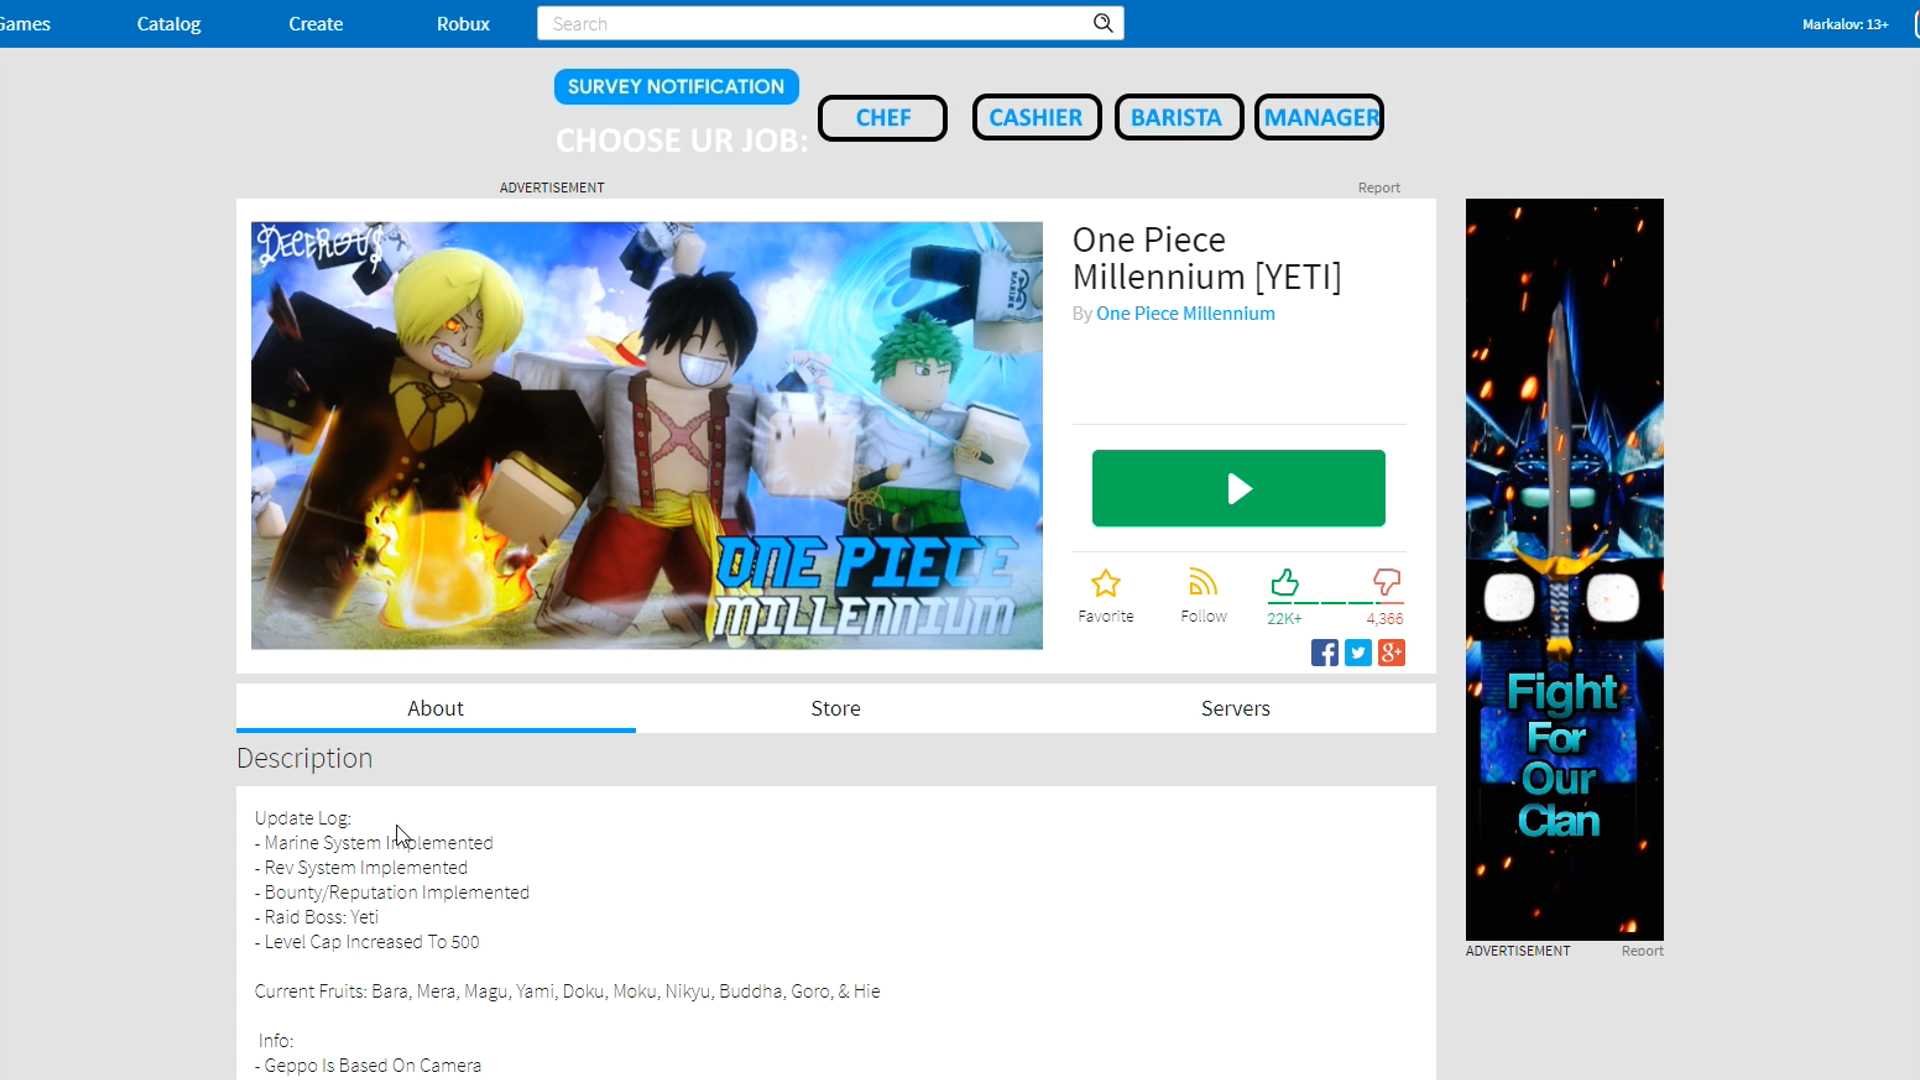 Games Catalog Create Robux Search Markalov: 13+
SURVEY NOTIFICATION
CHOOSE UR JOB: CHEF CASHIER BARISTA MANAGER
ADVERTISEMENT Report
DECEROUS
ONE PIECE
MILLENNIUM
One Piece
Millennium [YETI]
By One Piece Millennium
Favorite Follow 22K+ 4,366
About Store Servers
Description
Update Log:
- Marine System Implemented
- Rev System Implemented
- Bounty/Reputation Implemented
- Raid Boss: Yeti
- Level Cap Increased To 500
Current Fruits: Bara, Mera, Magu, Yami, Doku, Moku, Nikyu, Buddha, Goro, & Hie
Info:
- Geppo Is Based On Camera
Fight
For
Our
Clan
ADVERTISEMENT Report